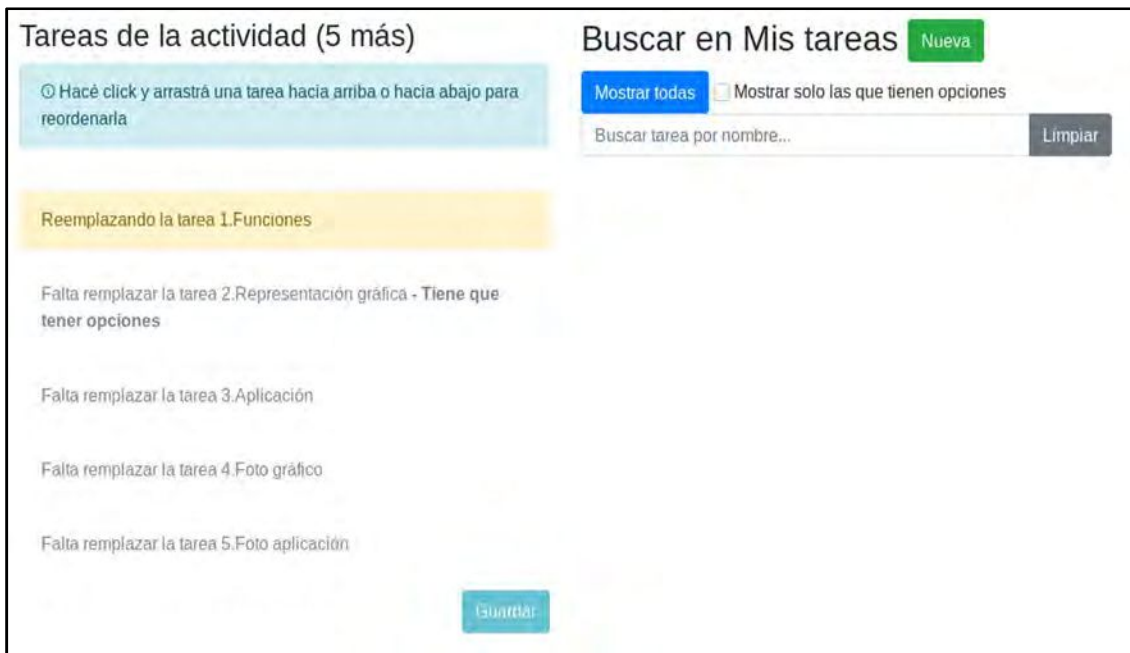 Tareas de la actividad (5 más)
Hacé click y arrastrá una tarea hacia arriba o hacia abajo para
reordenarla
Reemplazando la tarea 1.Funciones
Falta remplazar la tarea 2.Representación gráfica - Tiene que
tener opciones
Falta remplazar la tarea 3.Aplicación
Falta remplazar la tarea 4.Foto gráfico
Falta remplazar la tarea 5.Foto aplicación
Guardar
Buscar en Mis tareas Nueva
Mostrar todas Mostrar solo las que tienen opciones
Buscar tarea por nombre... Limpiar